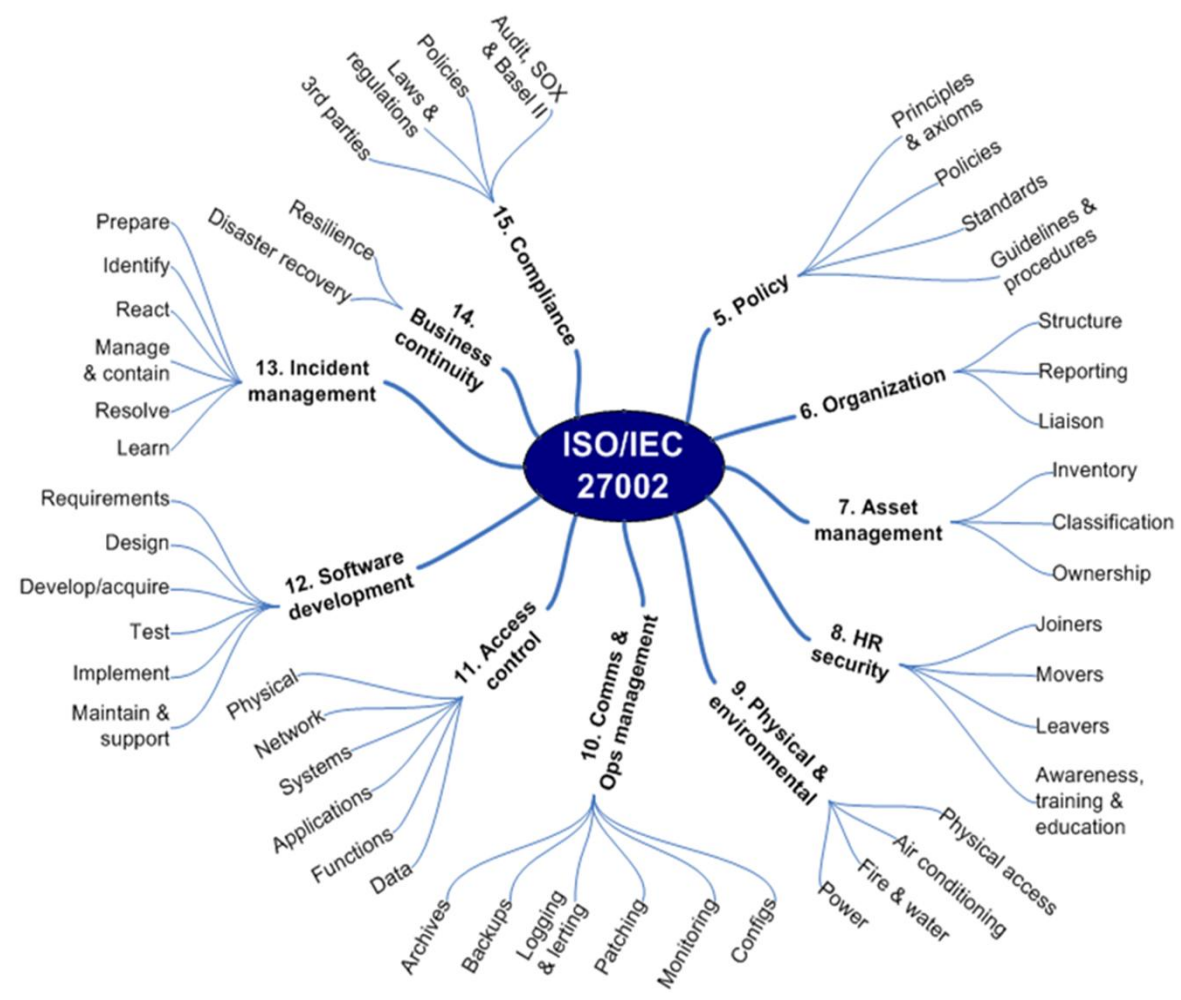 ISO/IEC
27002
5. Policy
Principles
& axioms
Policies
Standards
Guidelines &
procedures
6. Organization
Structure
Reporting
Liaison
7. Asset
management
Inventory
Classification
Ownership
8. HR
security
Joiners
Movers
Leavers
Awareness,
training &
education
9. Physical &
environmental
Physical access
Air conditioning
Fire & water
Power
10. Comms &
Ops management
Configs
Monitoring
Patching
Logging
& lerting
Backups
Archives
11. Access
control
Physical
Network
Systems
Applications
Functions
Data
12. Software
development
Requirements
Design
Develop/acquire
Test
Implement
Maintain &
support
13. Incident
management
Prepare
Identify
React
Manage
& contain
Resolve
Learn
14.
Business
continuity
Resilience
Disaster recovery
15. Compliance
3rd parties
Laws &
regulations
Policies
Audit, SOX
& Basel II